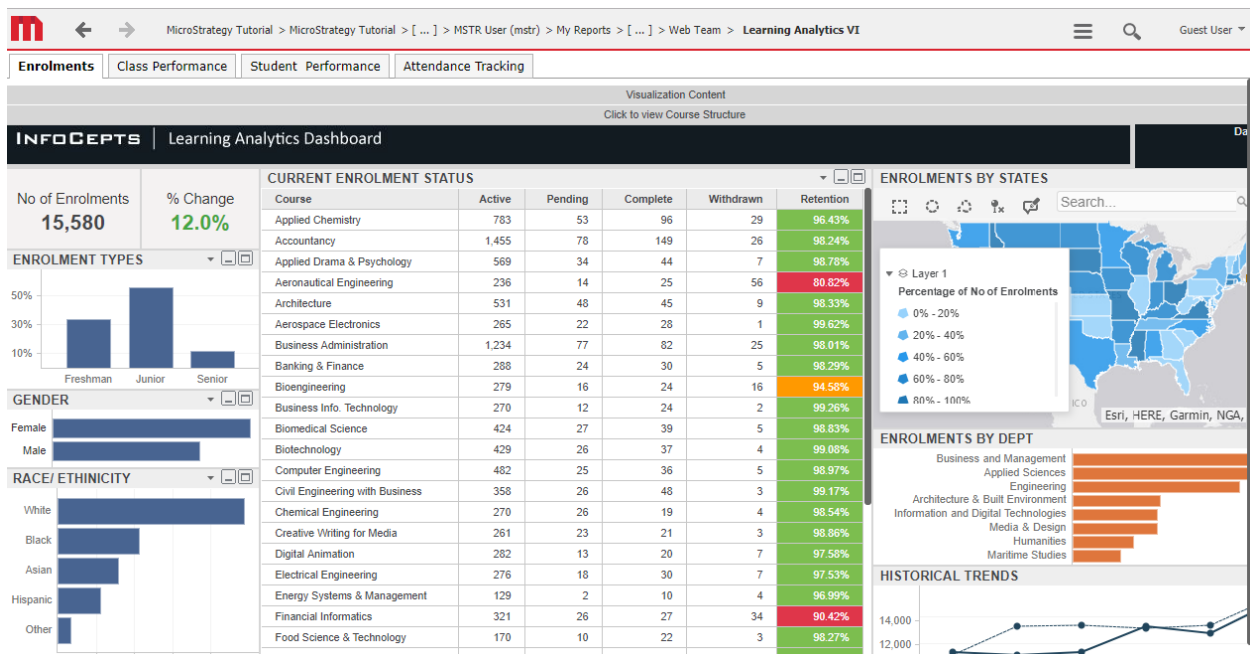 MicroStrategy Tutorial > MicroStrategy Tutorial > [ ... ] > MSTR User (mstr) > My Reports > [ ... ] > Web Team > Learning Analytics VI
Guest User
Enrolments Class Performance Student Performance Attendance Tracking
Visualization Content
Click to view Course Structure
INFOCEPTS | Learning Analytics Dashboard
Da
No of Enrolments
15,580
% Change
12.0%
ENROLMENT TYPES
50%
30%
10%
Freshman Junior Senior
GENDER
Female
Male
RACE/ ETHINICITY
White
Black
Asian
Hispanic
Other
CURRENT ENROLMENT STATUS
Course Active Pending Complete Withdrawn Retention
Applied Chemistry 783 53 96 29 96.43%
Accountancy 1,455 78 149 26 98.24%
Applied Drama & Psychology 569 34 44 7 98.78%
Aeronautical Engineering 236 14 25 56 80.82%
Architecture 531 48 45 9 98.33%
Aerospace Electronics 265 22 28 1 99.62%
Business Administration 1,234 77 82 25 98.01%
Banking & Finance 288 24 30 5 98.29%
Bioengineering 279 16 24 16 94.58%
Business Info. Technology 270 12 24 2 99.26%
Biomedical Science 424 27 39 5 98.83%
Biotechnology 429 26 37 4 99.08%
Computer Engineering 482 25 36 5 98.97%
Civil Engineering with Business 358 26 48 3 99.17%
Chemical Engineering 270 26 19 4 98.54%
Creative Writing for Media 261 23 21 3 98.86%
Digital Animation 282 13 20 7 97.58%
Electrical Engineering 276 18 30 7 97.53%
Energy Systems & Management 129 2 10 4 96.99%
Financial Informatics 321 26 27 34 90.42%
Food Science & Technology 170 10 22 3 98.27%
ENROLMENTS BY STATES
Search...
Layer 1
Percentage of No of Enrolments
0% - 20%
20% - 40%
40% - 60%
60% - 80%
80% - 100%
ICO
Esri, HERE, Garmin, NGA,
ENROLMENTS BY DEPT
Business and Management
Applied Sciences
Engineering
Architecture & Built Environment
Information and Digital Technologies
Media & Design
Humanities
Maritime Studies
HISTORICAL TRENDS
14,000
12,000